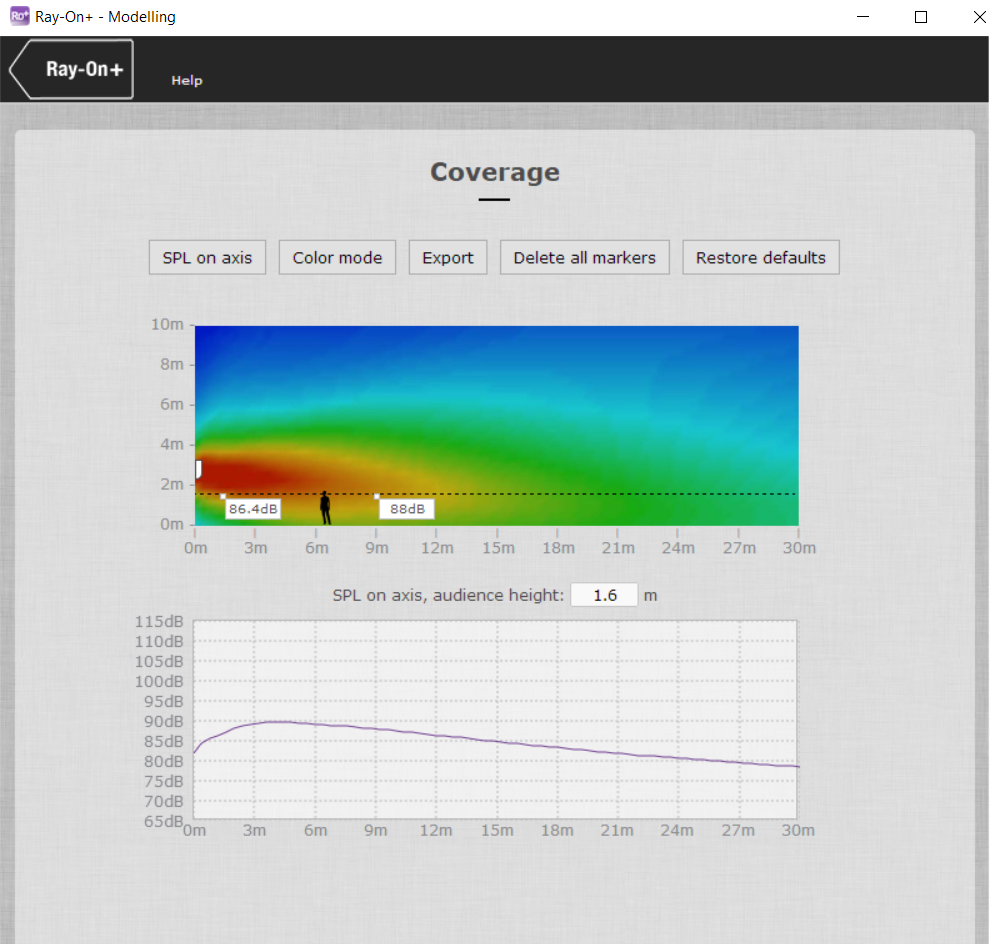 Ro+ Ray-On+ - Modelling
Ray-On+ Help
Coverage
SPL on axis Color mode Export Delete all markers Restore defaults
10m
8m
6m
4m
2m
86.4dB 88dB
0m
0m 3m 6m 9m 12m 15m 18m 21m 24m 27m 30m
SPL on axis, audience height: 1.6 m
115dB
110dB
105dB
100dB
95dB
90dB
85dB
80dB
75dB
70dB
65dB
0m 3m 6m 9m 12m 15m 18m 21m 24m 27m 30m